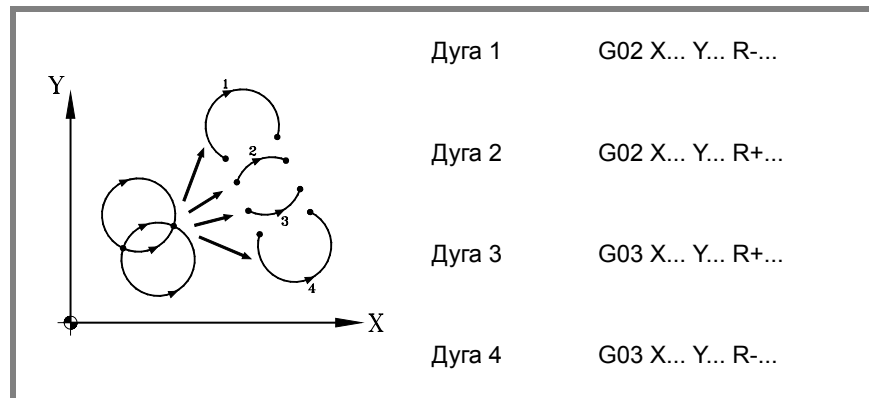 Дуга 1 G02 X... Y... R-...
Y
1
Дуга 2 G02 X... Y... R+...
2
3
Дуга 3 G03 X... Y... R+...
4
X
Дуга 4 G03 X... Y... R-...